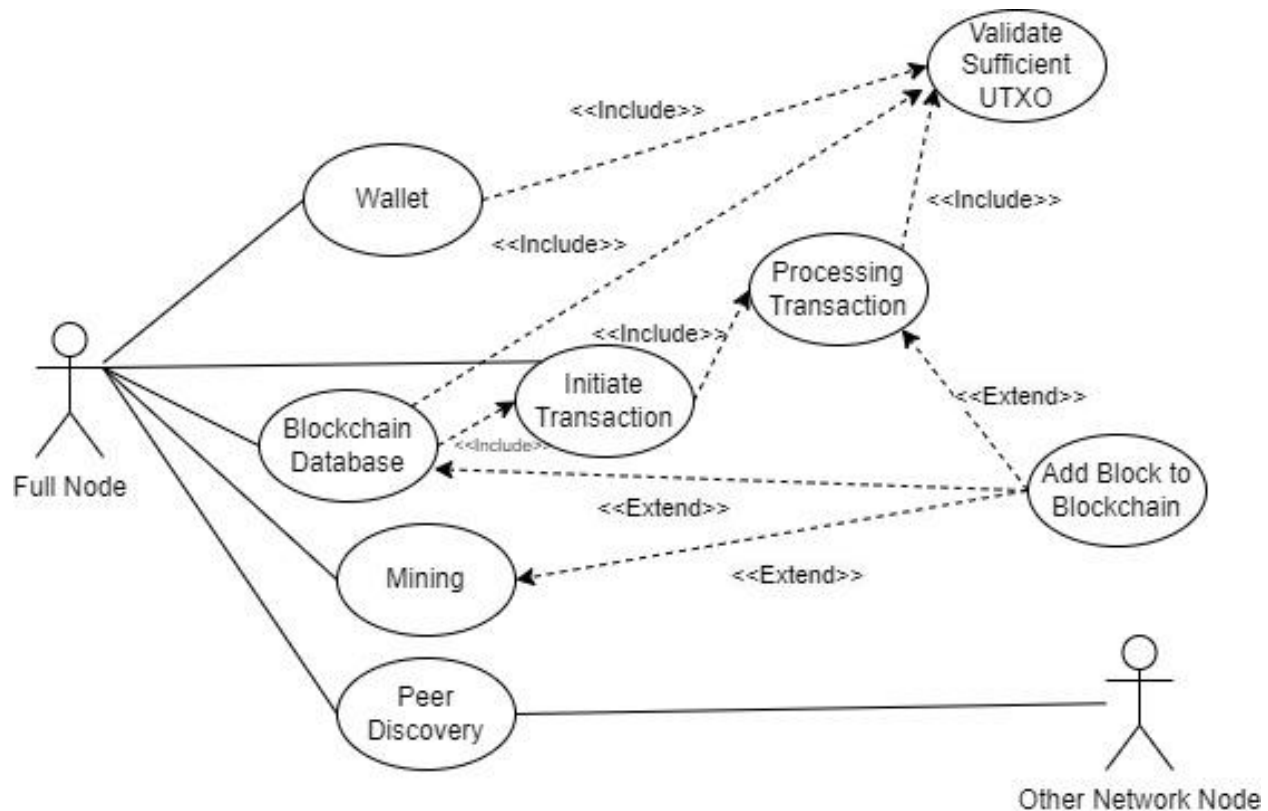 Validate
Sufficient
UTXO
<<Include>>
Wallet
<<Include>>
<<Include>>
Processing
Transaction
<<Include>>
Initiate
Transaction
<<Extend>>
Blockchain
Database
<<Include>>
Full Node
Add Block to
Blockchain
<<Extend>>
Mining
<<Extend>>
Peer
Discovery
Other Network Node